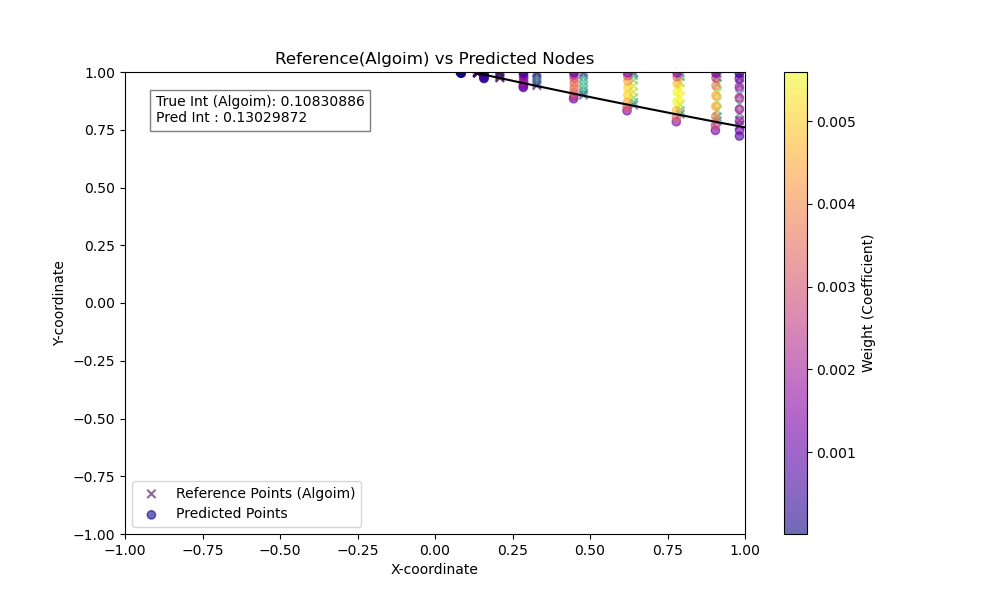 Reference(Algoim) vs Predicted Nodes
True Int (Algoim): 0.10830886
Pred Int : 0.13029872
1.00
0.75
0.50
0.25
0.00
−0.25
−0.50
−0.75
−1.00
Y-coordinate
Reference Points (Algoim)
Predicted Points
−1.00 −0.75 −0.50 −0.25 0.00 0.25 0.50 0.75 1.00
X-coordinate
0.005
0.004
0.003
0.002
0.001
Weight (Coefficient)